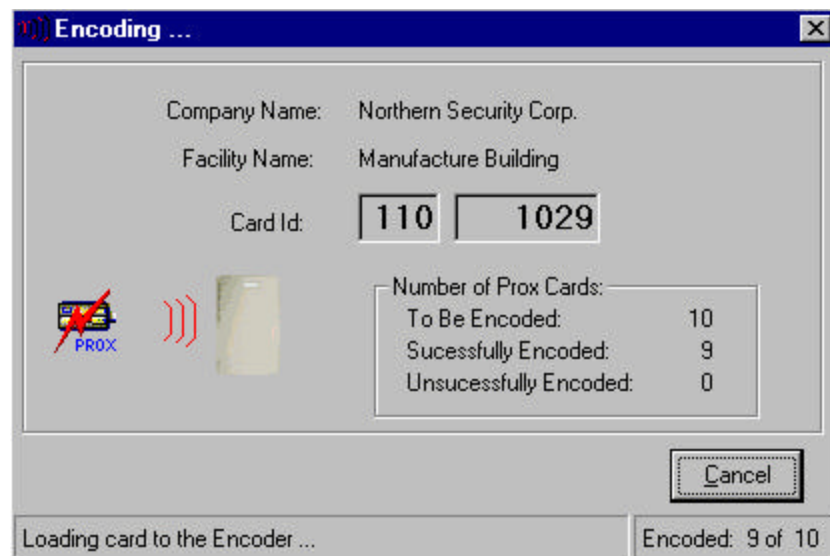 Encoding ...
Company Name: Northern Security Corp.
Facility Name: Manufacture Building
Card Id: 110 1029
PROX
Number of Prox Cards:
To Be Encoded: 10
Sucessfully Encoded: 9
Unsucessfully Encoded: 0
Cancel
Loading card to the Encoder ... Encoded: 9 of 10